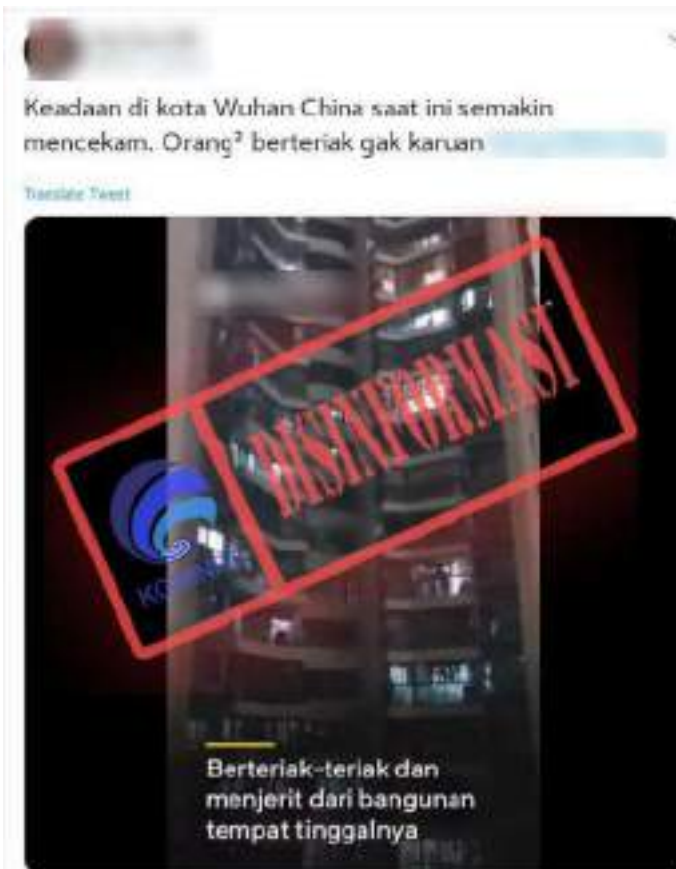 Keadaan di kota Wuhan China saat ini semakin
mencekam. Orang² berteriak gak karuan
Translate Tweet
DISINFORMASI
Berteriak-teriak dan
menjerit dari bangunan
tempat tinggalnya